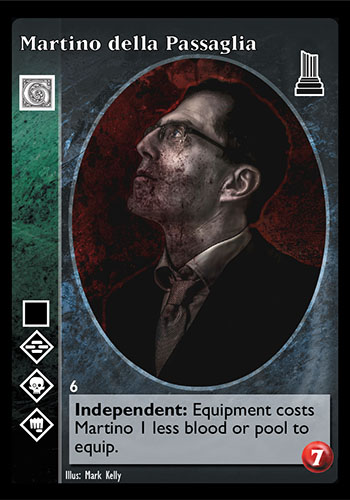 Martino della Passaglia
6
Independent: Equipment costs
Martino 1 less blood or pool to
equip.
7
Illus: Mark Kelly